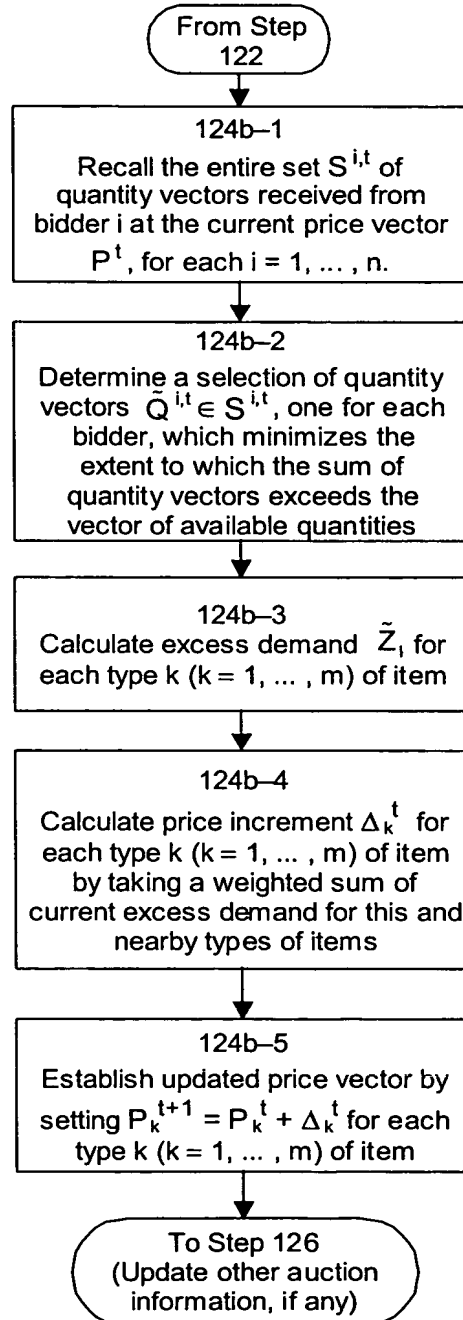 From Step
122
124b–1
Recall the entire set S^{i,t} of
quantity vectors received from
bidder i at the current price vector
P^t, for each i = 1, ... , n.
124b–2
Determine a selection of quantity
vectors Q̃^{i,t} ∈ S^{i,t}, one for each
bidder, which minimizes the
extent to which the sum of
quantity vectors exceeds the
vector of available quantities
124b–3
Calculate excess demand Z̃_l for
each type k (k = 1, ... , m) of item
124b–4
Calculate price increment Δ_k^t for
each type k (k = 1, ... , m) of item
by taking a weighted sum of
current excess demand for this and
nearby types of items
124b–5
Establish updated price vector by
setting P_k^{t+1} = P_k^t + Δ_k^t for each
type k (k = 1, ... , m) of item
To Step 126
(Update other auction
information, if any)